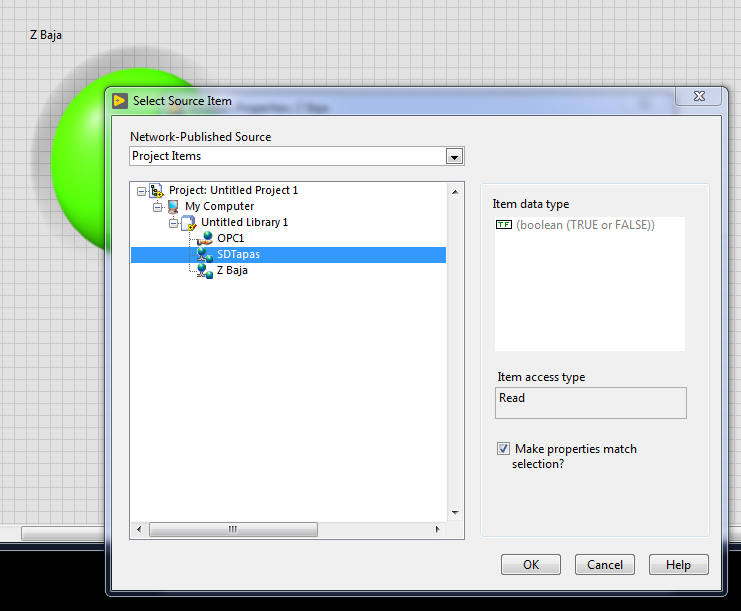 Z Baja
Select Source Item
Network-Published Source
Project Items
Project: Untitled Project 1
My Computer
Untitled Library 1
OPC1
SDTapas
Z Baja
Item data type
TF (boolean (TRUE or FALSE))
Item access type
Read
Make properties match
selection?
OK
Cancel
Help